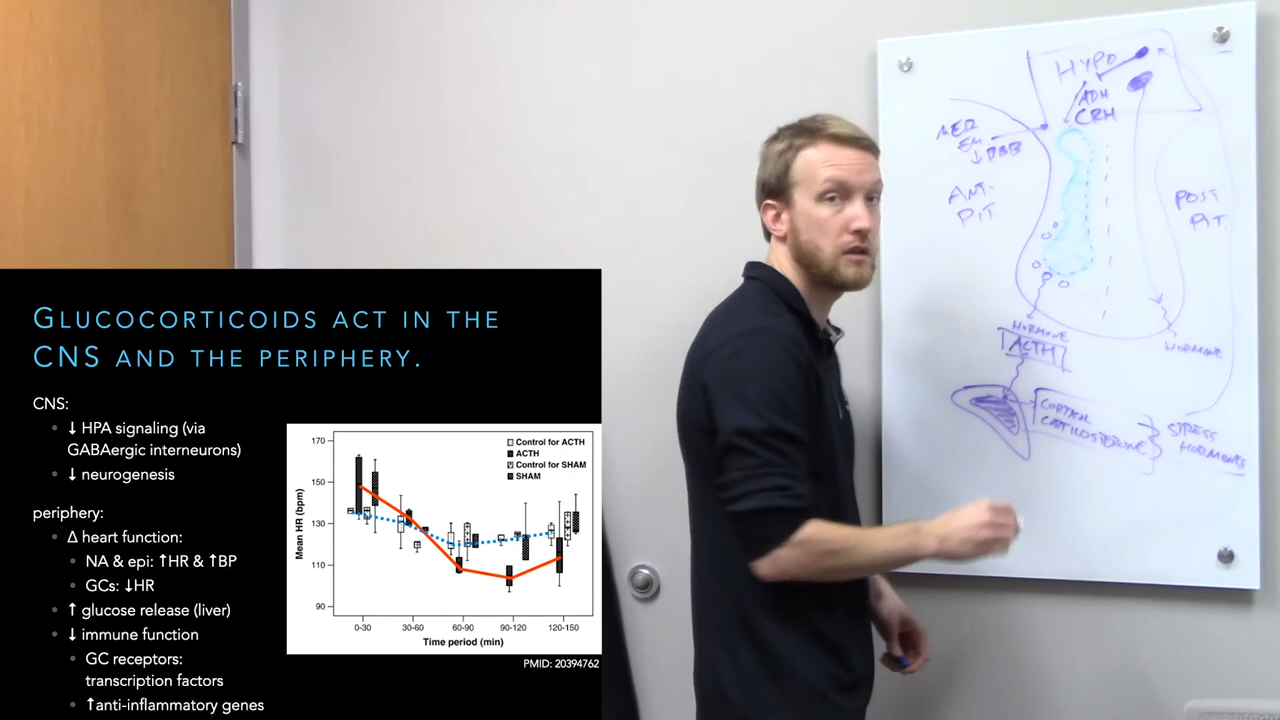 GLUCOCORTICOIDS ACT IN THE
CNS AND THE PERIPHERY.
CNS:
↓ HPA signaling (via
GABAergic interneurons)
↓ neurogenesis
periphery:
Δ heart function:
NA & epi: ↑HR & ↑BP
GCs: ↓HR
↑ glucose release (liver)
↓ immune function
GC receptors:
transcription factors
↑anti-inflammatory genes
Control for ACTH
ACTH
Control for SHAM
SHAM
Mean HR (bpm)
170
150
130
110
90
0-30 30-60 60-90 90-120 120-150
Time period (min)
PMID: 20394762
HYPO
ADH
CRH
MED
EM
↓BBB
ANT.
PIT.
POST
PIT.
HORMONE
ACTH
HORMONE
CORTISOL
CORTICOSTERONE
STRESS
HORMONES